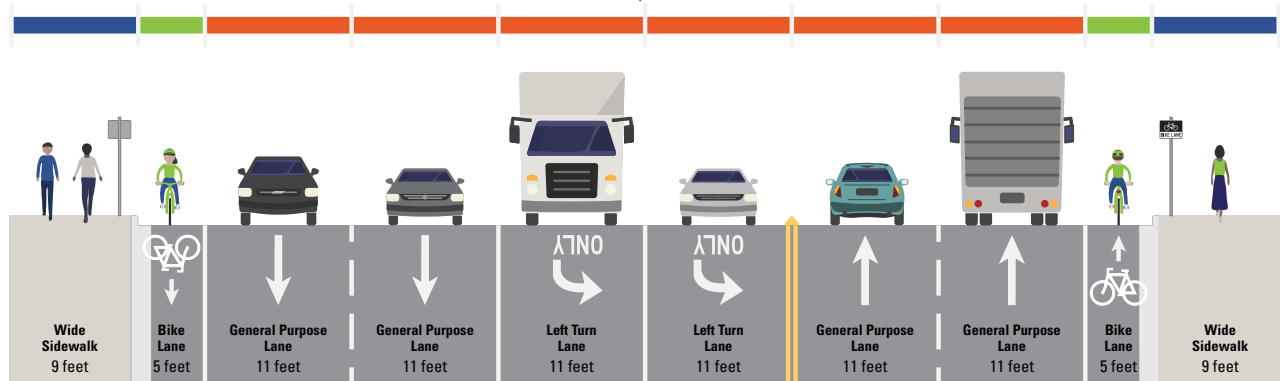 BIKE LANE
ONLY
ONLY
Wide
Sidewalk
9 feet
Bike
Lane
5 feet
General Purpose
Lane
11 feet
General Purpose
Lane
11 feet
Left Turn
Lane
11 feet
Left Turn
Lane
11 feet
General Purpose
Lane
11 feet
General Purpose
Lane
11 feet
Bike
Lane
5 feet
Wide
Sidewalk
9 feet